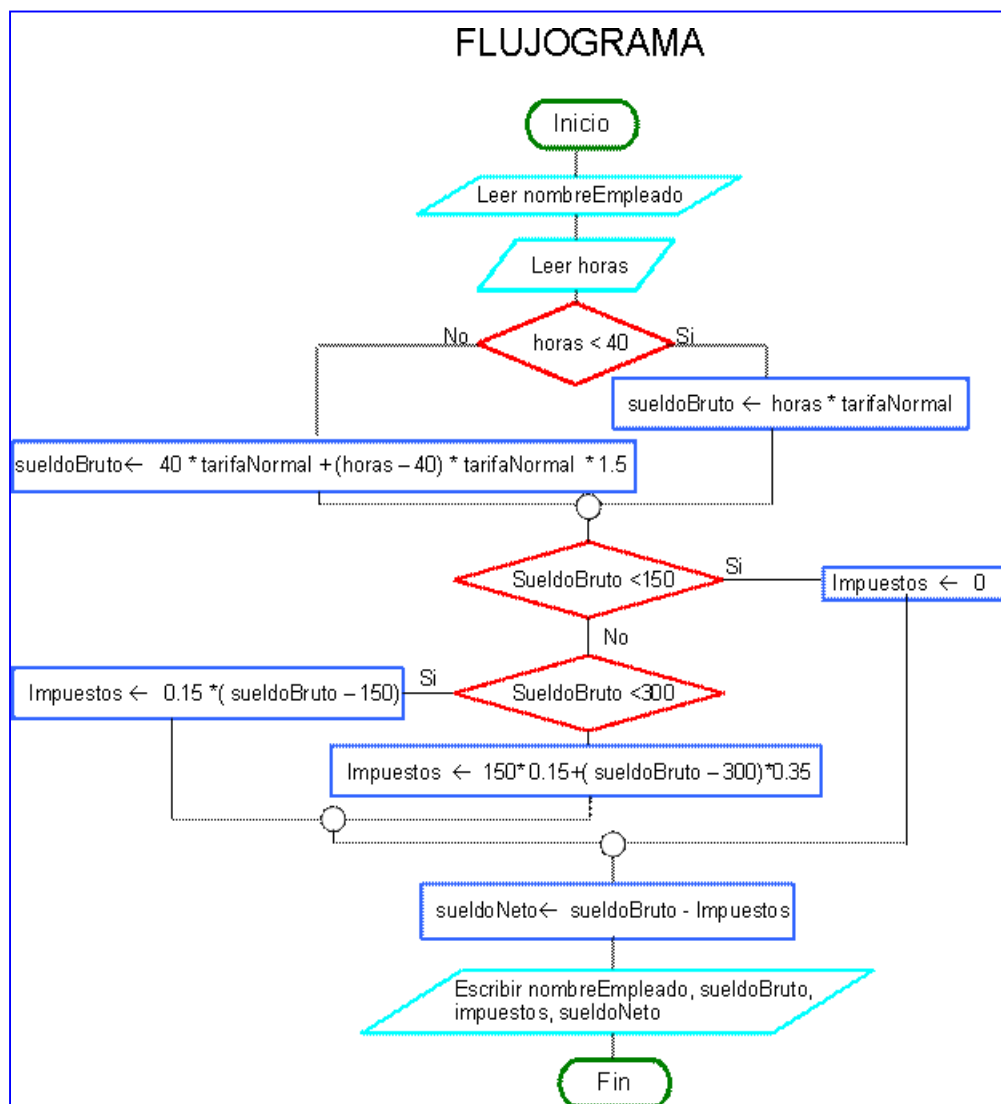 FLUJOGRAMA
Inicio
Leer nombreEmpleado
Leer horas
No
horas < 40
Si
sueldoBruto ← horas * tarifaNormal
sueldoBruto← 40 * tarifaNormal +(horas – 40) * tarifaNormal * 1.5
SueldoBruto <150
Si
Impuestos ← 0
No
Impuestos ← 0.15 *( sueldoBruto – 150)
Si
SueldoBruto <300
Impuestos ← 150* 0.15+( sueldoBruto – 300)*0.35
sueldoNeto← sueldoBruto - Impuestos
Escribir nombreEmpleado, sueldoBruto,
impuestos, sueldoNeto
Fin